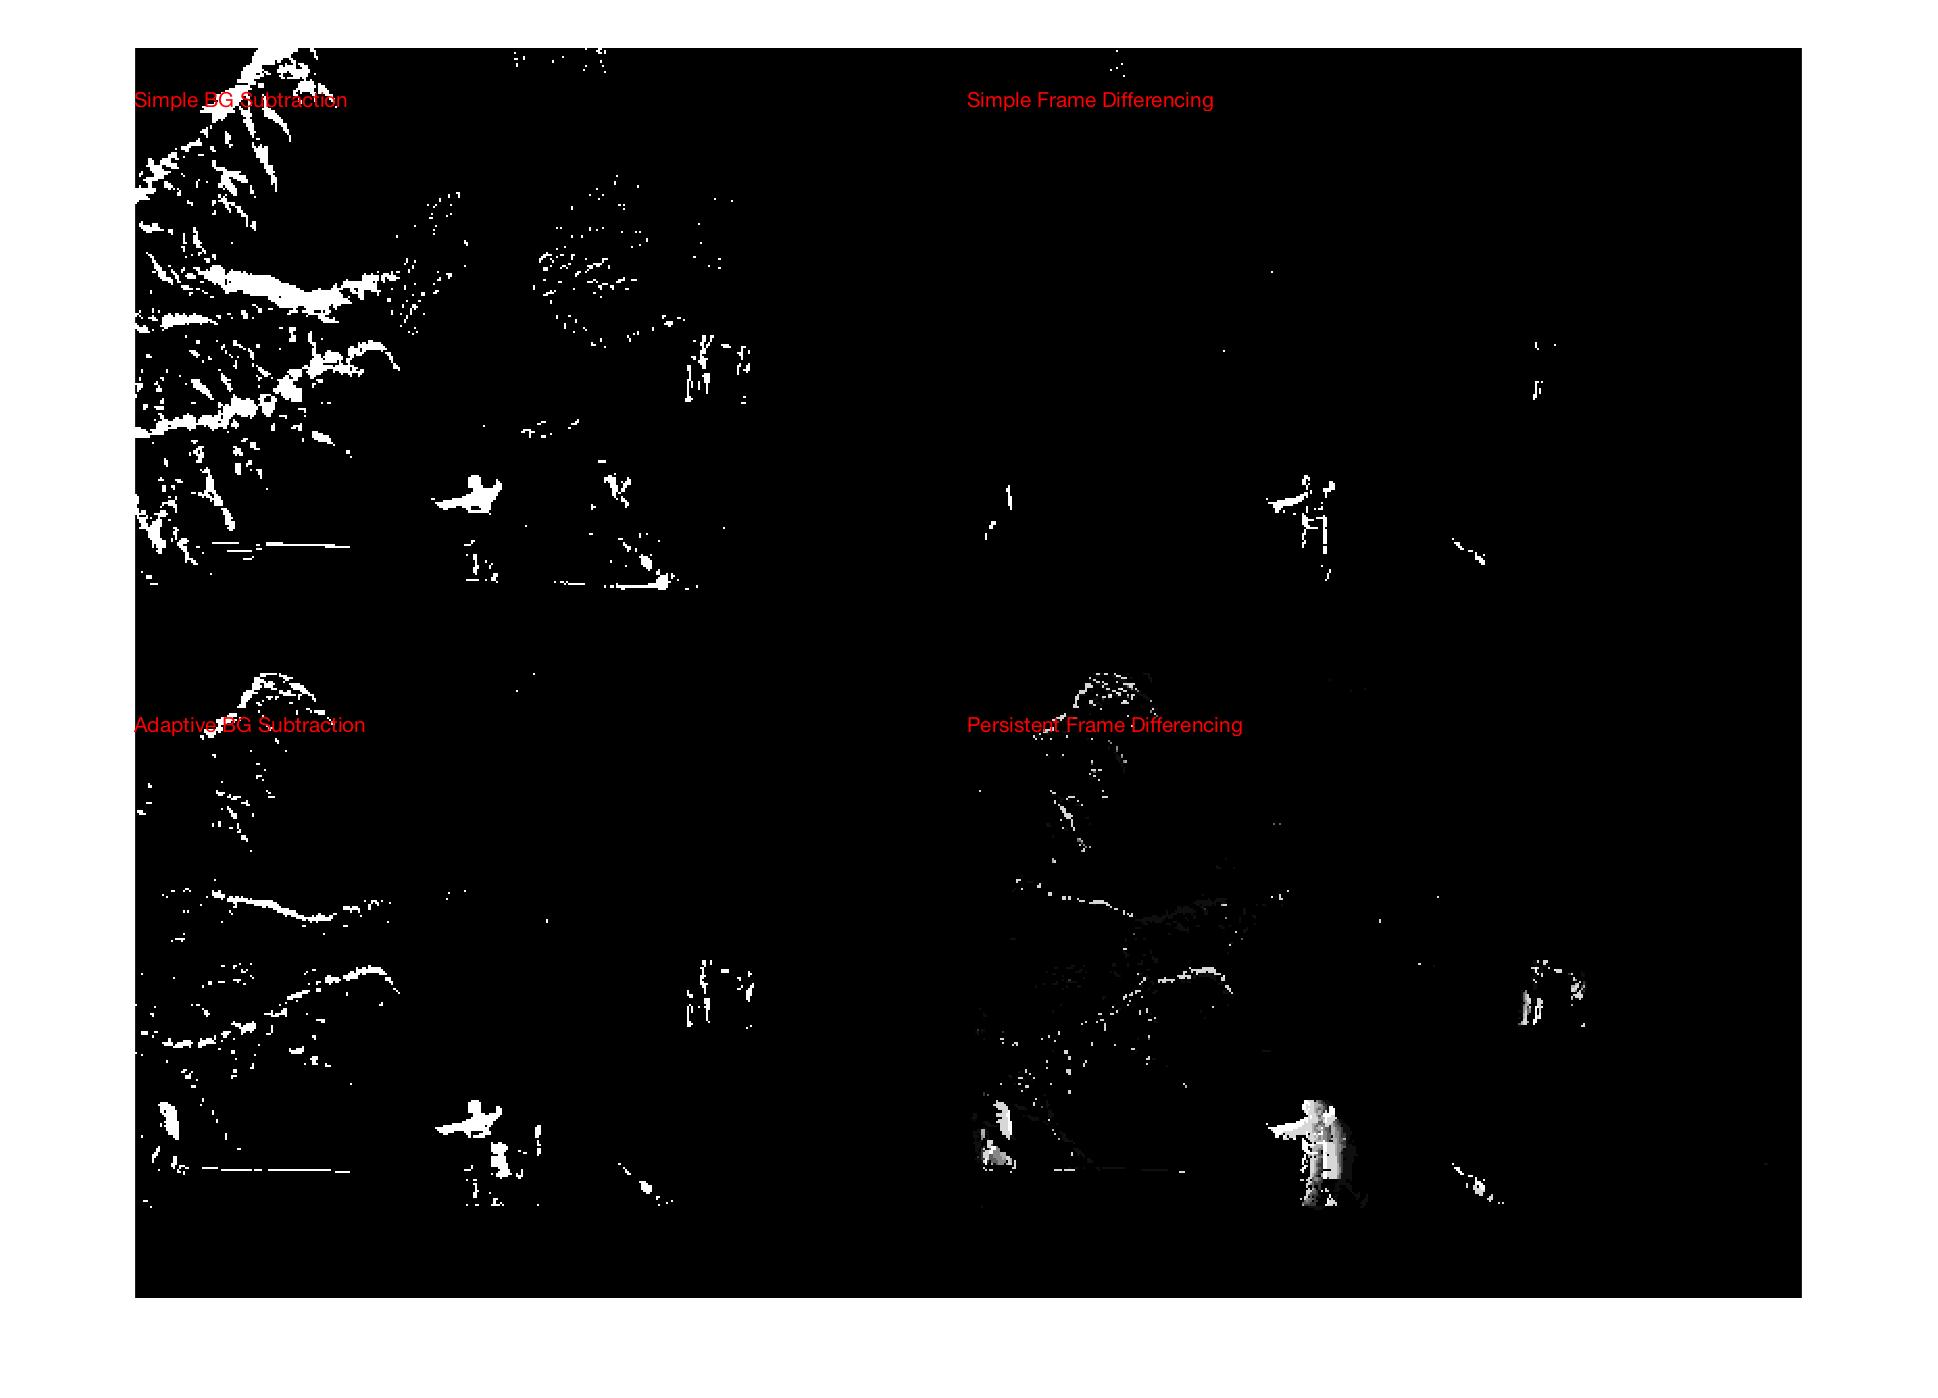 Simple BG Subtraction
Simple Frame Differencing
Adaptive BG Subtraction
Persistent Frame Differencing